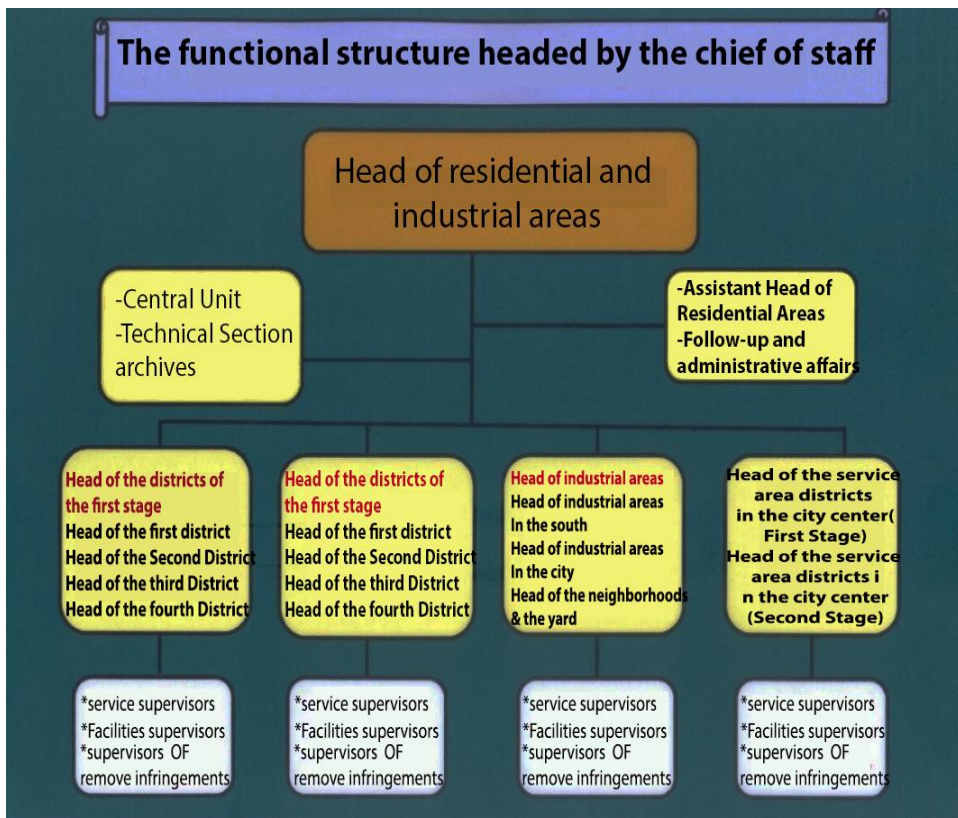 The functional structure headed by the chief of staff
Head of residential and
industrial areas
-Central Unit
-Technical Section
archives
-Assistant Head of
Residential Areas
-Follow-up and
administrative affairs
Head of the districts of
the first stage
Head of the first district
Head of the Second District
Head of the third District
Head of the fourth District
Head of the districts of
the first stage
Head of the first district
Head of the Second District
Head of the third District
Head of the fourth District
Head of industrial areas
Head of industrial areas
In the south
Head of industrial areas
In the city
Head of the neighborhoods
& the yard
Head of the service
area districts
in the city center(
First Stage)
Head of the service
area districts i
n the city center
(Second Stage)
*service supervisors
*Facilities supervisors
*supervisors OF
remove infringements
*service supervisors
*Facilities supervisors
*supervisors OF
remove infringements
*service supervisors
*Facilities supervisors
*supervisors OF
remove infringements
*service supervisors
*Facilities supervisors
*supervisors OF
remove infringements